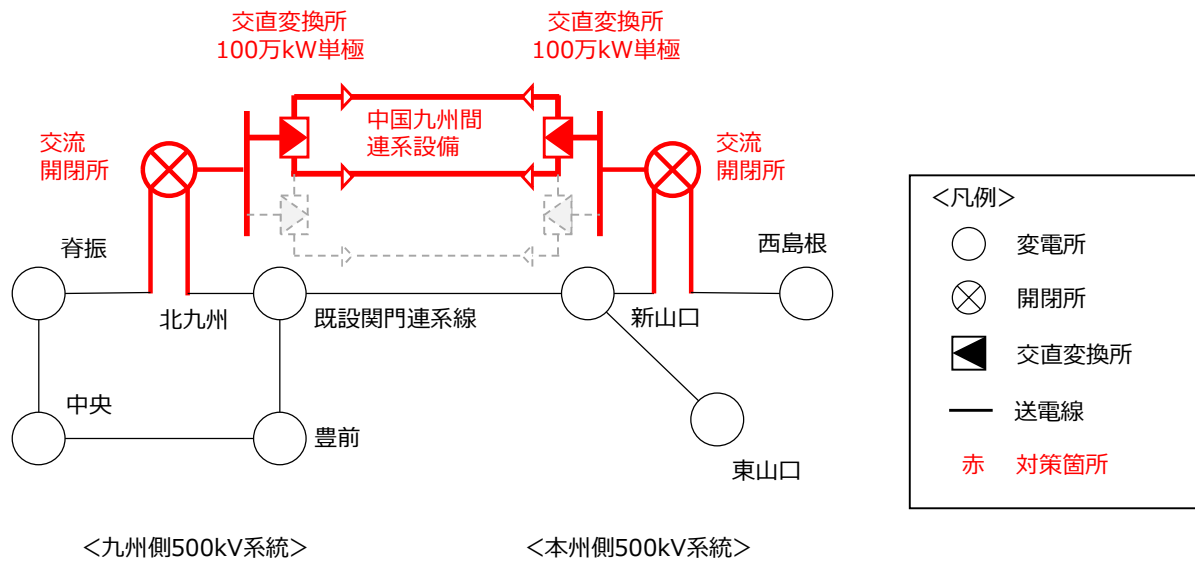 交直変換所
100万kW単極
交直変換所
100万kW単極
中国九州間
連系設備
交流
開閉所
交流
開閉所
脊振
北九州
既設関門連系線
新山口
西島根
中央
豊前
東山口
＜九州側500kV系統＞
＜本州側500kV系統＞
＜凡例＞
変電所
開閉所
交直変換所
送電線
赤 対策箇所